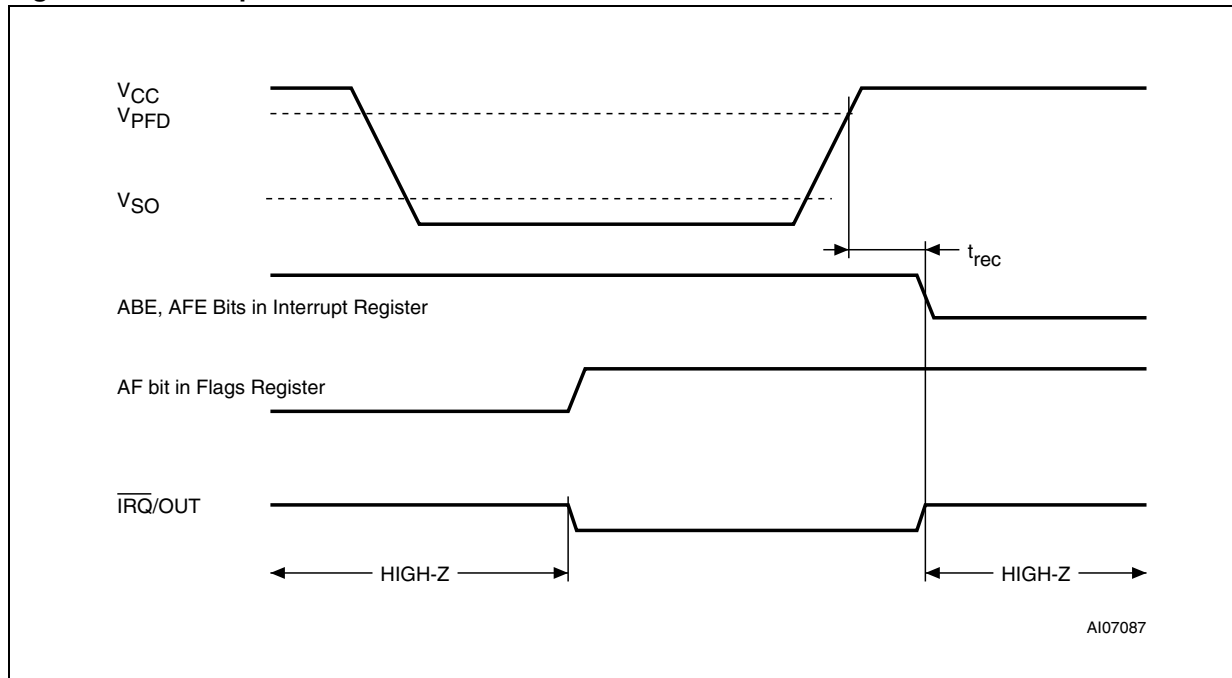 VCC
VPFD
VSO
trec
ABE, AFE Bits in Interrupt Register
AF bit in Flags Register
IRQ/OUT
HIGH-Z
HIGH-Z
AI07087